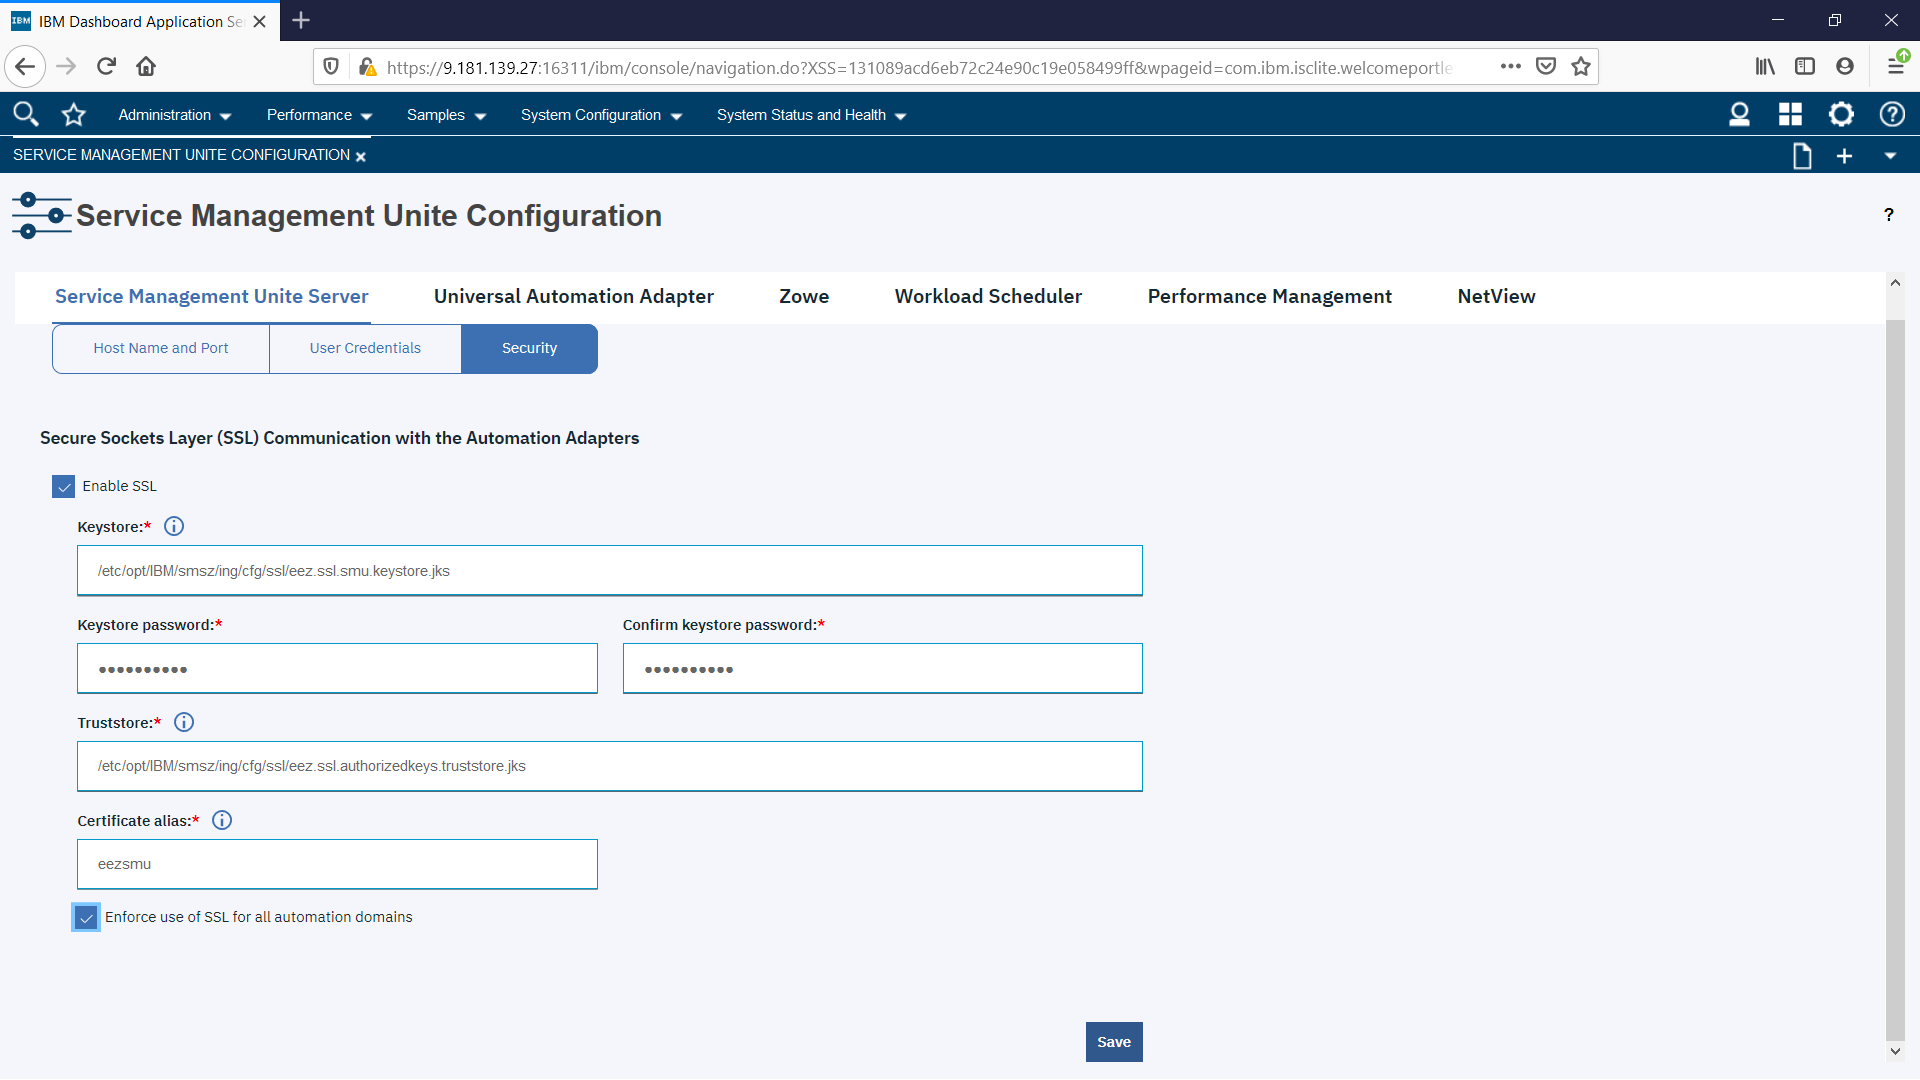 IBM IBM Dashboard Application Se
https://9.181.139.27:16311/ibm/console/navigation.do?XSS=131089acd6eb72c24e90c19e058499ff&wpageid=com.ibm.isclite.welcomeportle
Administration Performance Samples System Configuration System Status and Health
SERVICE MANAGEMENT UNITE CONFIGURATION
Service Management Unite Configuration ?
Service Management Unite Server Universal Automation Adapter Zowe Workload Scheduler Performance Management NetView
Host Name and Port User Credentials Security
Secure Sockets Layer (SSL) Communication with the Automation Adapters
Enable SSL
Keystore:*
/etc/opt/IBM/smsz/ing/cfg/ssl/eez.ssl.smu.keystore.jks
Keystore password:* Confirm keystore password:*
•••••••••• ••••••••••
Truststore:*
/etc/opt/IBM/smsz/ing/cfg/ssl/eez.ssl.authorizedkeys.truststore.jks
Certificate alias:*
eezsmu
Enforce use of SSL for all automation domains
Save